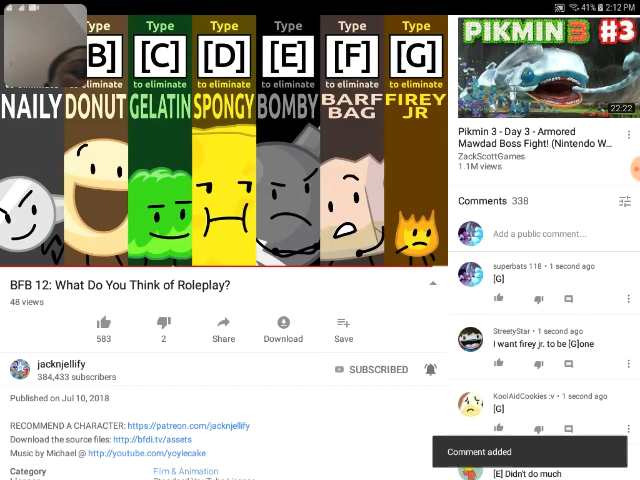 41% 2:12 PM
Type Type Type Type Type Type
B] [C] [D] [E] [F] [G]
to eliminate to eliminate to eliminate to eliminate to eliminate to eliminate to eliminate
NAILY DONUT GELATIN SPONGY BOMBY BARF BAG FIREY JR
BFB 12: What Do You Think of Roleplay?
48 views
583 2 Share Download Save
jacknjellify
384,433 subscribers
SUBSCRIBED
Published on Jul 10, 2018
RECOMMEND A CHARACTER: https://patreon.com/jacknjellify
Download the source files: http://bfdi.tv/assets
Music by Michael @ http://youtube.com/yoylecake
Category Film & Animation
PIKMIN 3 #3
22:22
Pikmin 3 - Day 3 - Armored
Mawdad Boss Fight! (Nintendo W...
ZackScottGames
1.1M views
Comments 338
Add a public comment...
superbats 118 • 1 second ago
[G]
StreetyStar • 1 second ago
I want firey jr. to be [G]one
KoolAidCookies :v • 1 second ago
[G]
Comment added
[E] Didn't do much